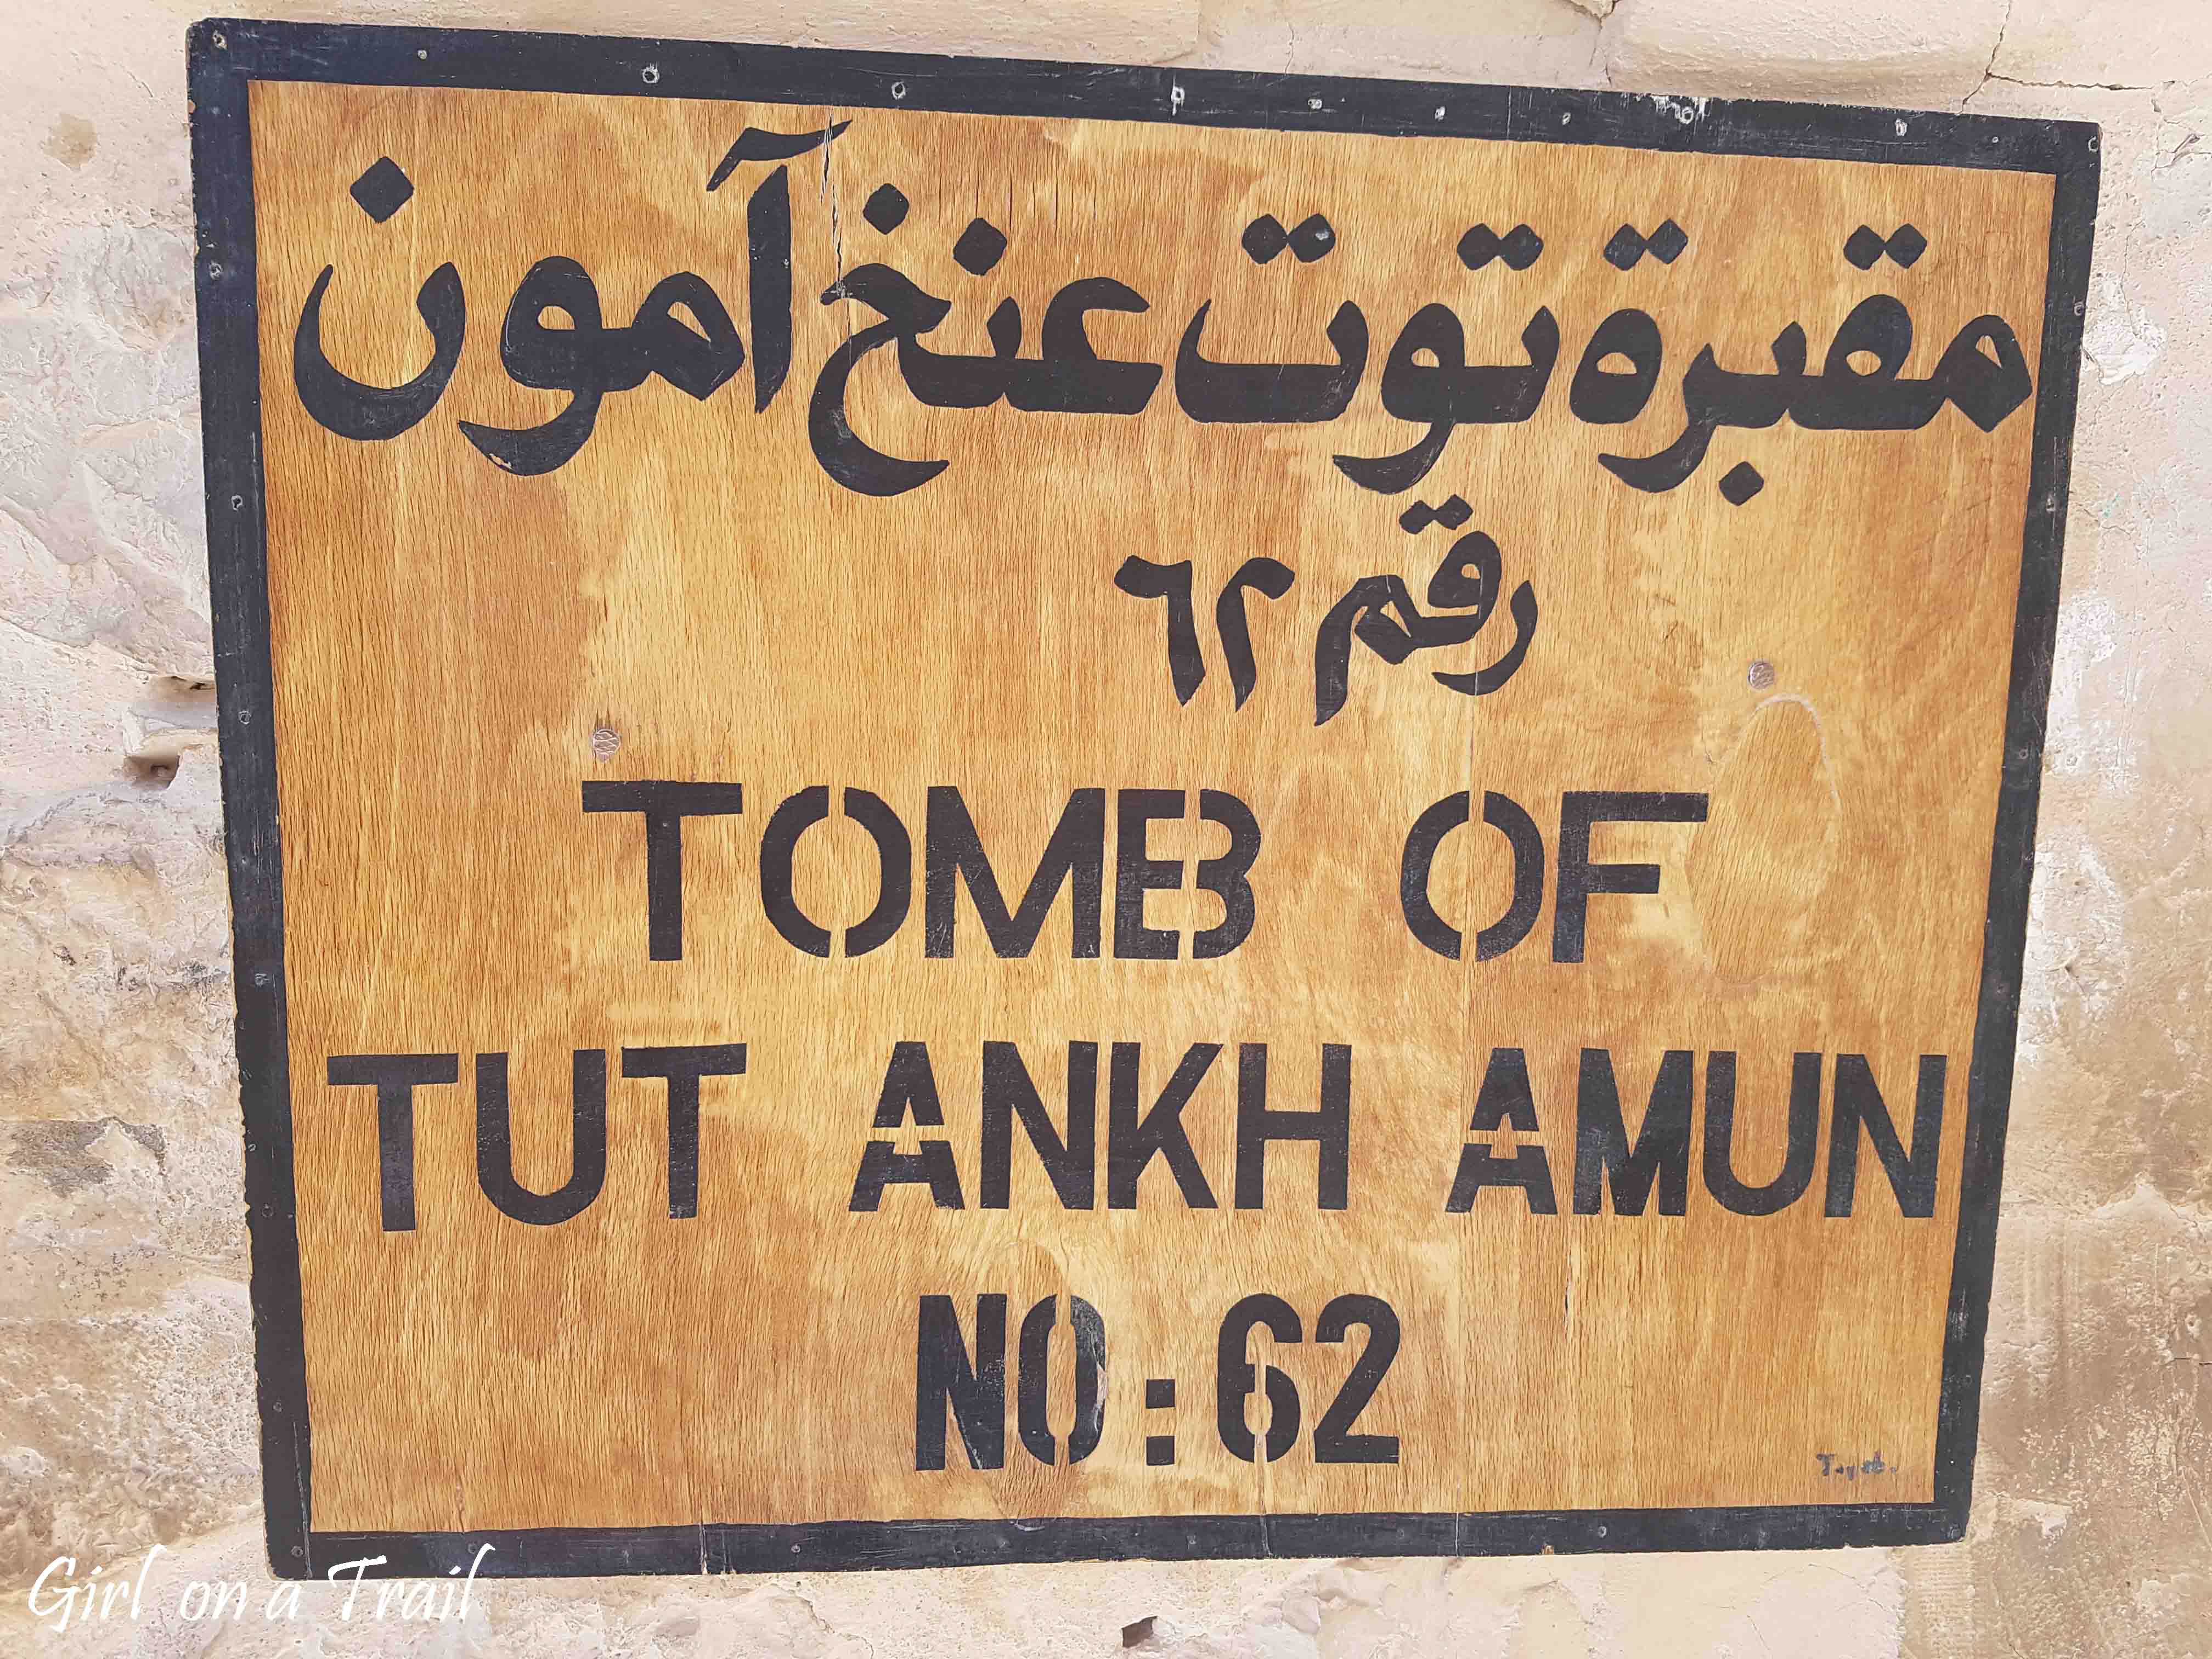 مقبرة توت عنخ آمون
رقم ٦٢
TOMB OF
TUT ANKH AMUN
NO: 62
Girl on a Trail